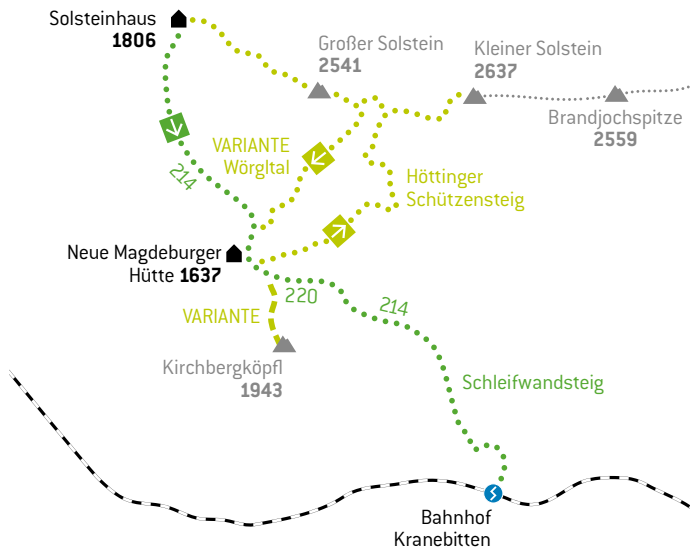 Solsteinhaus
1806
Großer Solstein
2541
Kleiner Solstein
2637
Brandjochspitze
2559
VARIANTE
Wörgltal
214
Höttinger
Schützensteig
Neue Magdeburger
Hütte 1637
220
214
VARIANTE
Kirchbergköpfl
1943
Schleifwandsteig
Bahnhof
Kranebitten